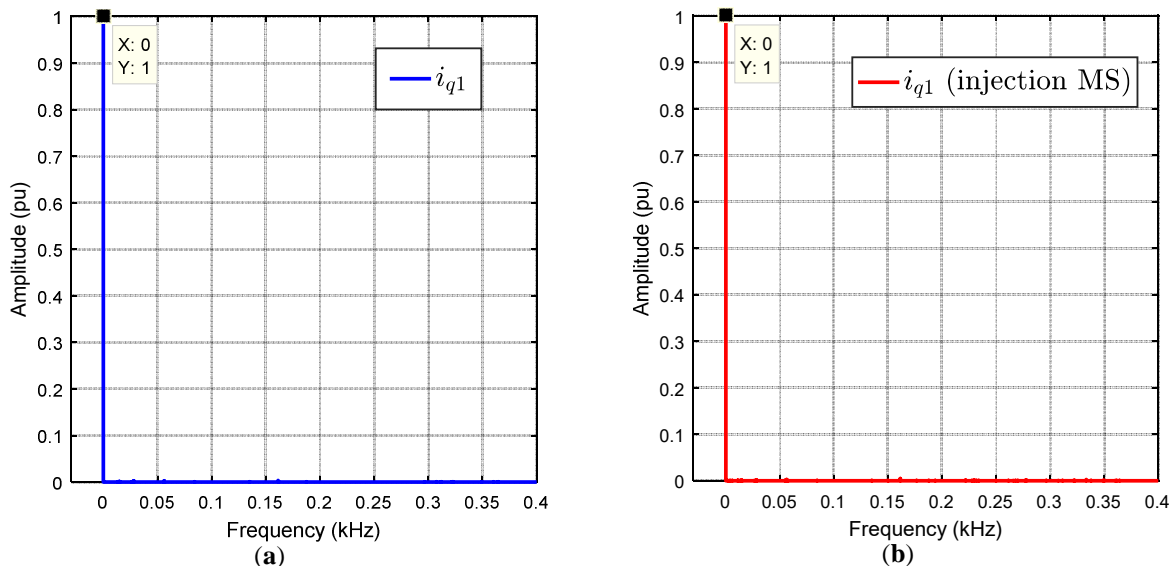 1
0.9
0.8
0.7
0.6
0.5
0.4
0.3
0.2
0.1
0
Amplitude (pu)
X: 0
Y: 1
i_{q1}
0 0.05 0.1 0.15 0.2 0.25 0.3 0.35 0.4
Frequency (kHz)
(a)
1
0.9
0.8
0.7
0.6
0.5
0.4
0.3
0.2
0.1
0
Amplitude (pu)
X: 0
Y: 1
i_{q1} (injection MS)
0 0.05 0.1 0.15 0.2 0.25 0.3 0.35 0.4
Frequency (kHz)
(b)